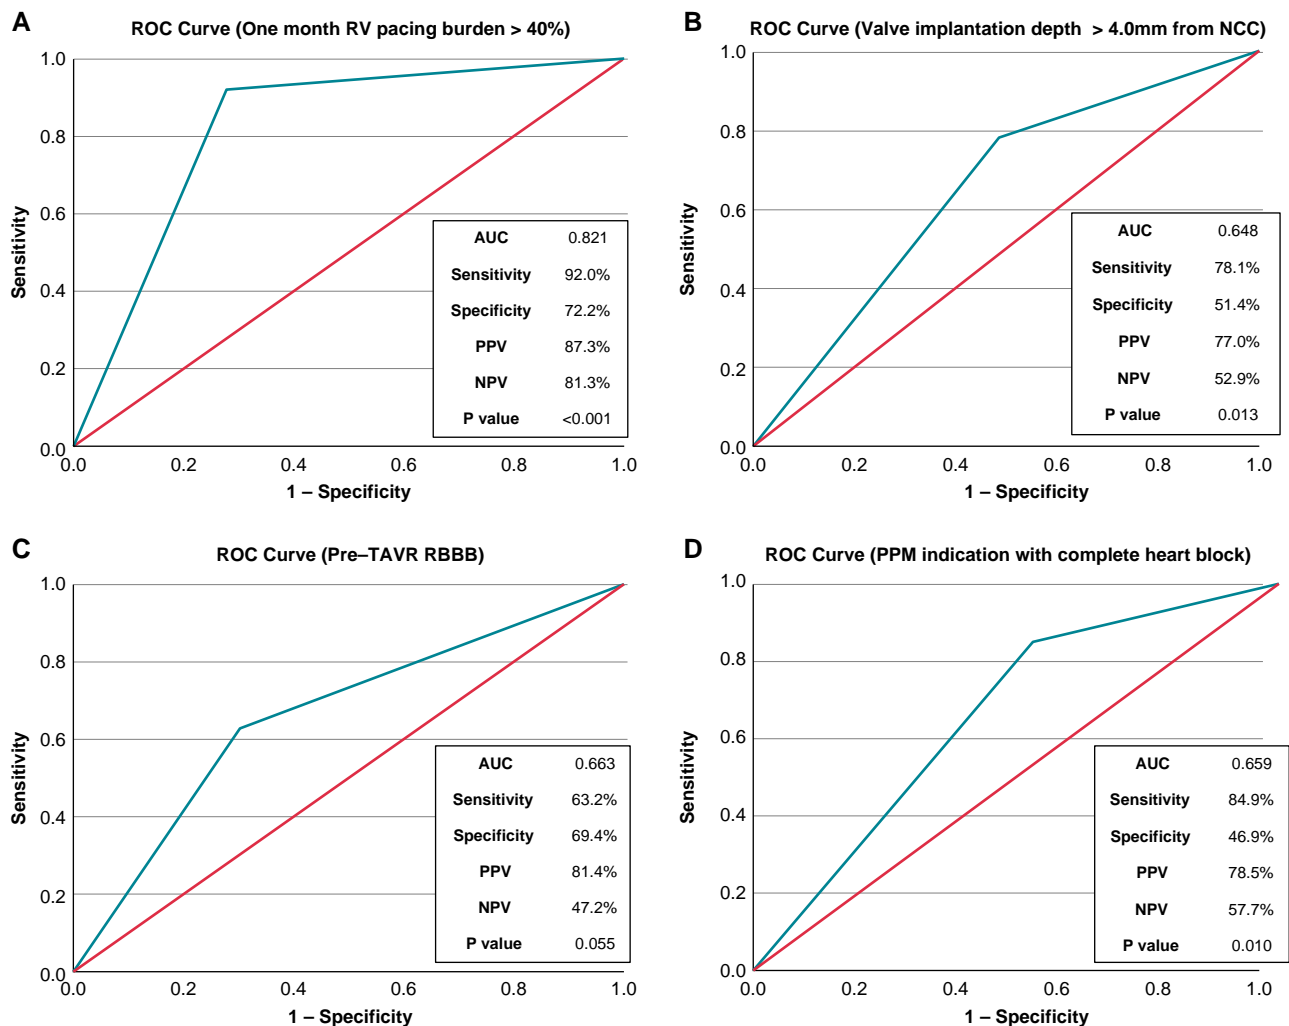 A
ROC Curve (One month RV pacing burden > 40%)
1.0
0.8
0.6
0.4
0.2
0.0
Sensitivity
AUC 0.821
Sensitivity 92.0%
Specificity 72.2%
PPV 87.3%
NPV 81.3%
P value <0.001
0.0 0.2 0.4 0.6 0.8 1.0
1 – Specificity
B
ROC Curve (Valve implantation depth > 4.0mm from NCC)
1.0
0.8
0.6
0.4
0.2
0.0
Sensitivity
AUC 0.648
Sensitivity 78.1%
Specificity 51.4%
PPV 77.0%
NPV 52.9%
P value 0.013
0.0 0.2 0.4 0.6 0.8 1.0
1 – Specificity
C
ROC Curve (Pre–TAVR RBBB)
1.0
0.8
0.6
0.4
0.2
0.0
Sensitivity
AUC 0.663
Sensitivity 63.2%
Specificity 69.4%
PPV 81.4%
NPV 47.2%
P value 0.055
0.0 0.2 0.4 0.6 0.8 1.0
1 – Specificity
D
ROC Curve (PPM indication with complete heart block)
1.0
0.8
0.6
0.4
0.2
0.0
Sensitivity
AUC 0.659
Sensitivity 84.9%
Specificity 46.9%
PPV 78.5%
NPV 57.7%
P value 0.010
0.0 0.2 0.4 0.6 0.8 1.0
1 – Specificity